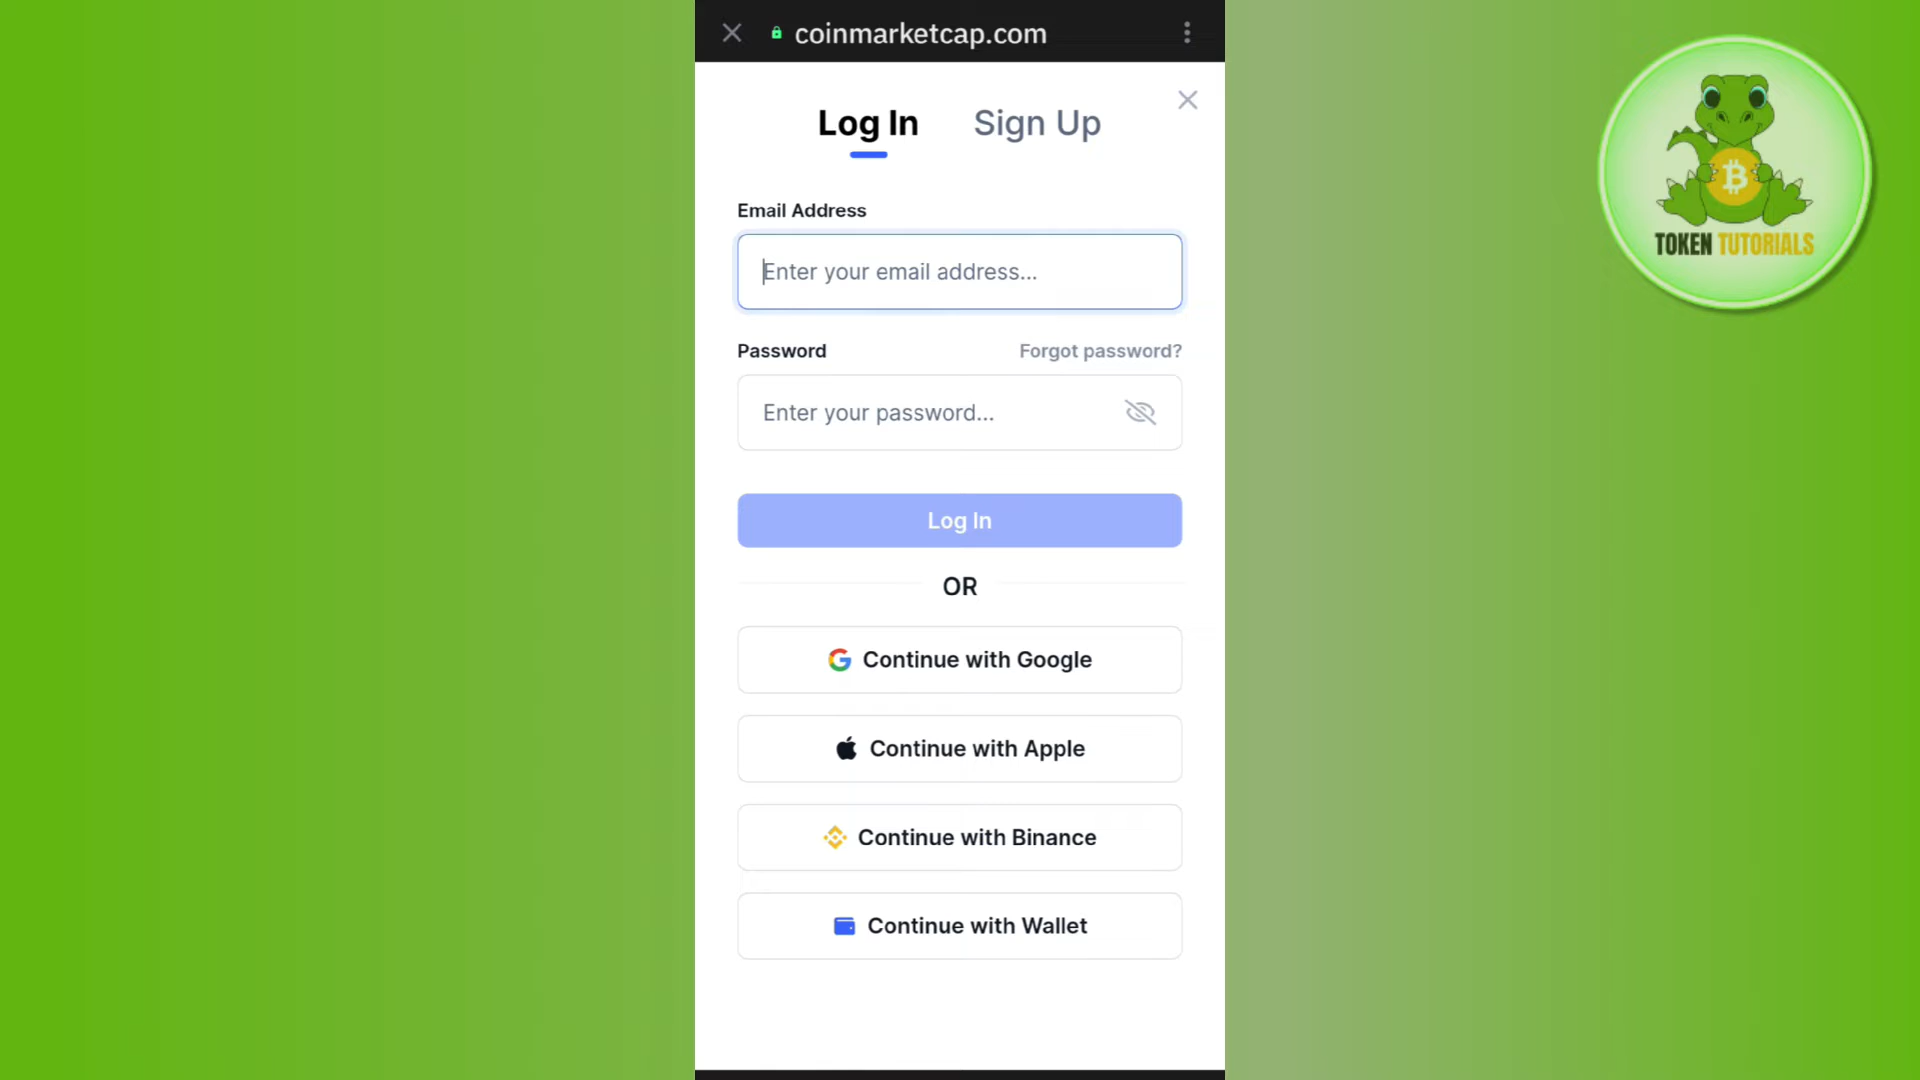 coinmarketcap.com
Log In Sign Up
Email Address
Enter your email address...
Password Forgot password?
Enter your password...
Log In
OR
Continue with Google
Continue with Apple
Continue with Binance
Continue with Wallet
TOKEN TUTORIALS